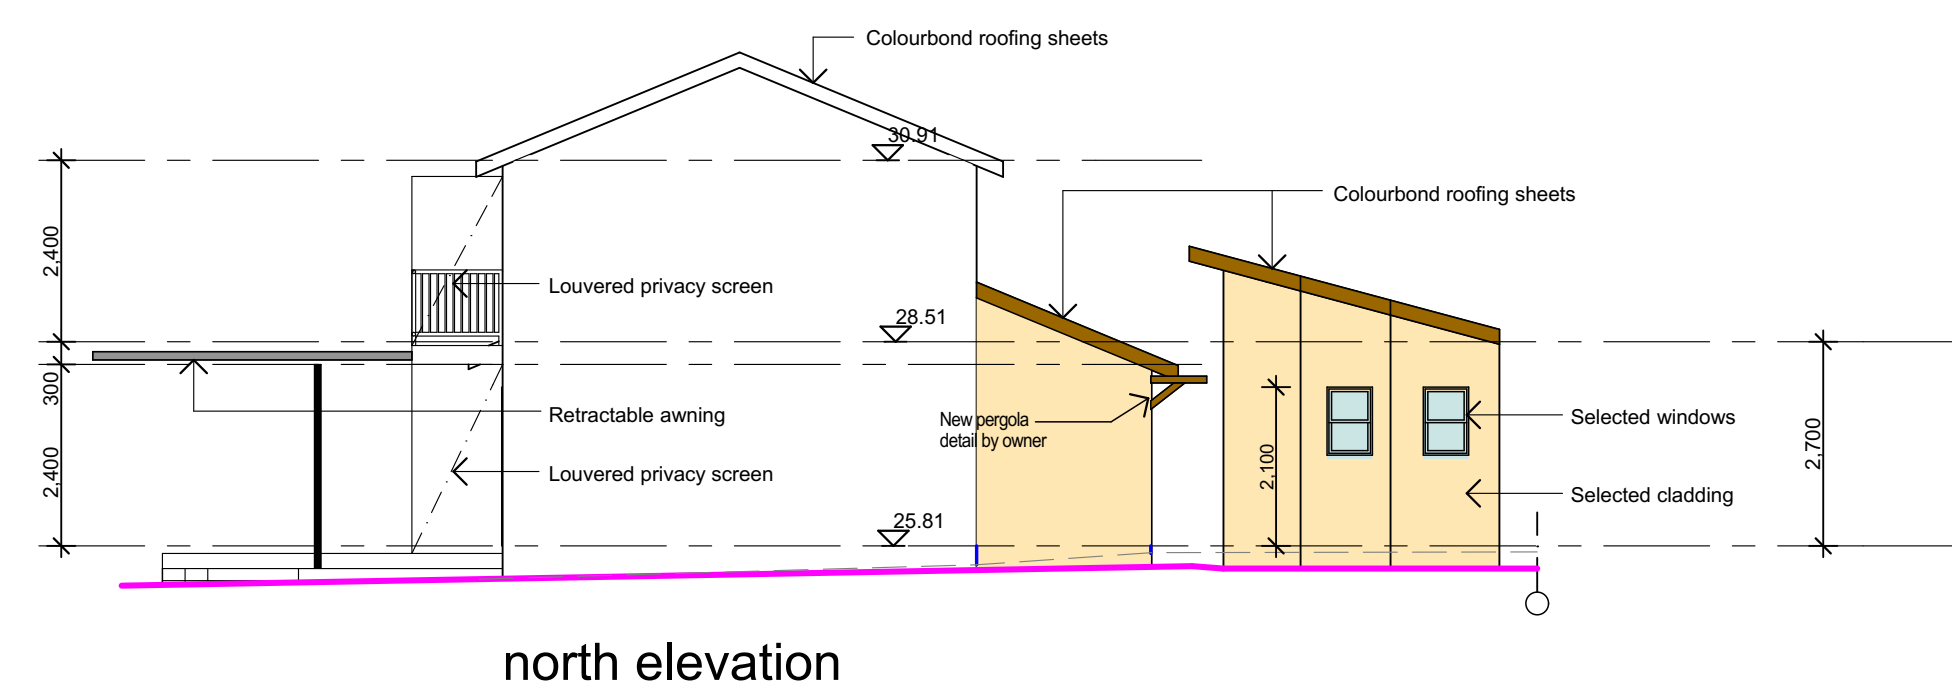 Colourbond roofing sheets
30.91
Colourbond roofing sheets
2,400
Louvered privacy screen
28.51
300
Retractable awning
New pergola
detail by owner
Selected windows
2,700
2,400
Louvered privacy screen
2,100
Selected cladding
25.81
north elevation